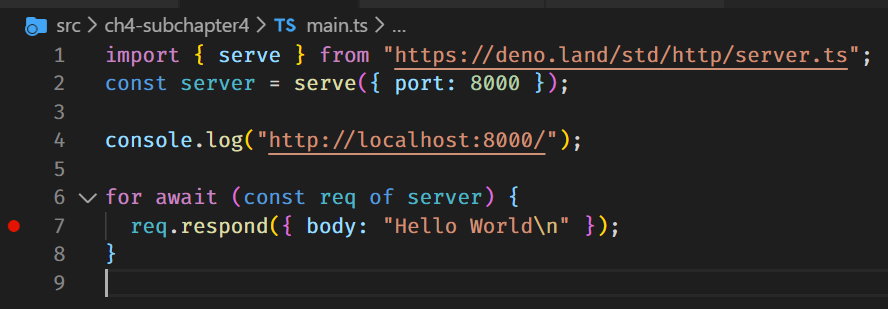 src > ch4-subchapter4 > TS main.ts > ...
1 import { serve } from "https://deno.land/std/http/server.ts";
2 const server = serve({ port: 8000 });
3
4 console.log("http://localhost:8000/");
5
6 for await (const req of server) {
7   req.respond({ body: "Hello World\n" });
8 }
9